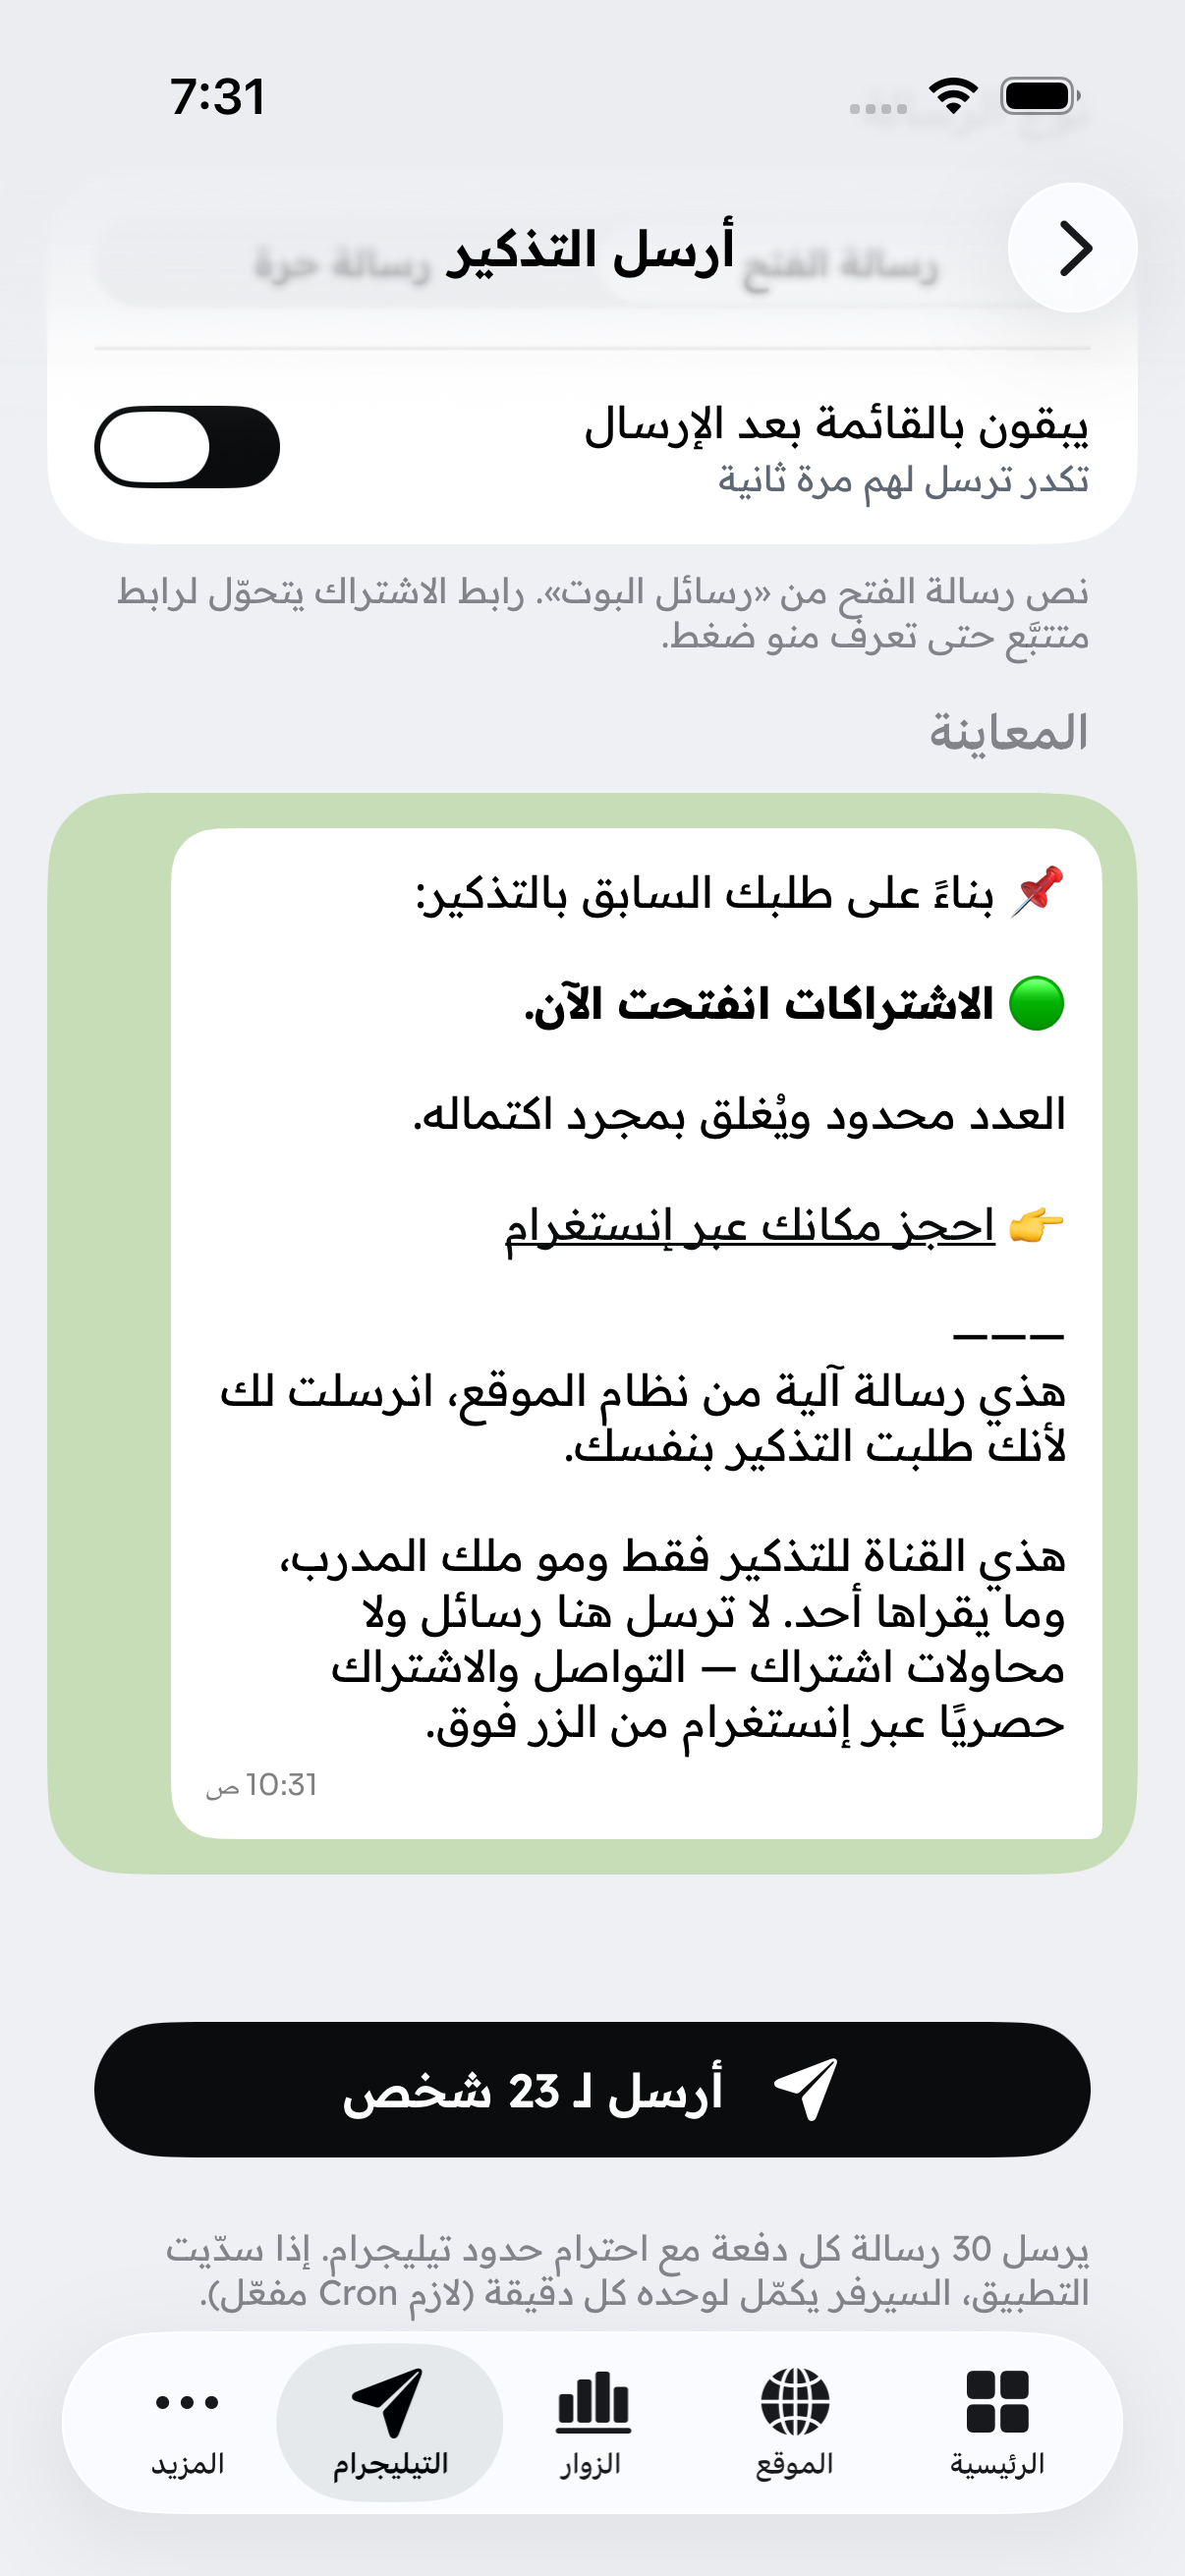 7:31
أرسل التذكير
رسالة الفتح
رسالة حرة
يبقون بالقائمة بعد الإرسال
تكدر ترسل لهم مرة ثانية
نص رسالة الفتح من «رسائل البوت». رابط الاشتراك يتحوّل لرابط
متتبَّع حتى تعرف منو ضغط.
المعاينة
📌 بناءً على طلبك السابق بالتذكير:
🟢 الاشتراكات انفتحت الآن.
العدد محدود ويُغلق بمجرد اكتماله.
👉 احجز مكانك عبر إنستغرام
———
هذي رسالة آلية من نظام الموقع، انرسلت لك
لأنك طلبت التذكير بنفسك.
هذي القناة للتذكير فقط ومو ملك المدرب،
وما يقراها أحد. لا ترسل هنا رسائل ولا
محاولات اشتراك — التواصل والاشتراك
حصريًا عبر إنستغرام من الزر فوق.
10:31 ص
أرسل لـ 23 شخص
يرسل 30 رسالة كل دفعة مع احترام حدود تيليجرام. إذا سدّيت
التطبيق، السيرفر يكمّل لوحده كل دقيقة (لازم Cron مفعّل).
الرئيسية
الموقع
الزوار
التيليجرام
المزيد